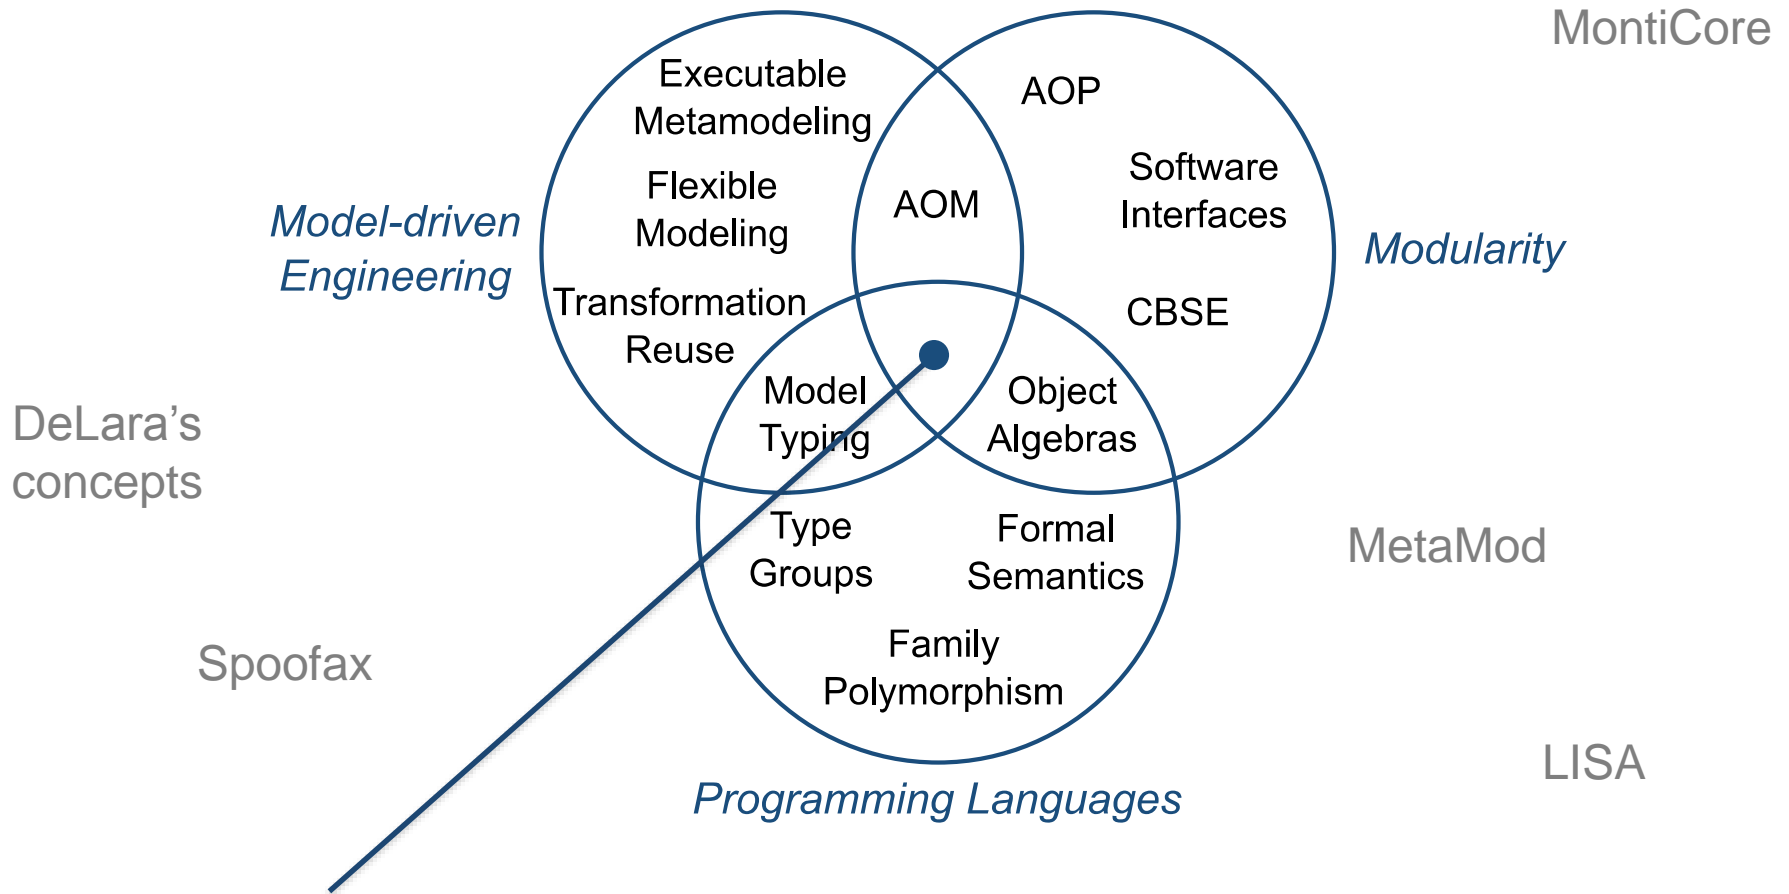 MontiCore
Executable
Metamodeling
AOP
Software
Interfaces
Flexible
Modeling
AOM
Model-driven
Engineering
Modularity
Transformation
Reuse
CBSE
Model
Typing
Object
Algebras
DeLara’s
concepts
Type
Groups
Formal
Semantics
MetaMod
Family
Polymorphism
Spoofax
LISA
Programming Languages